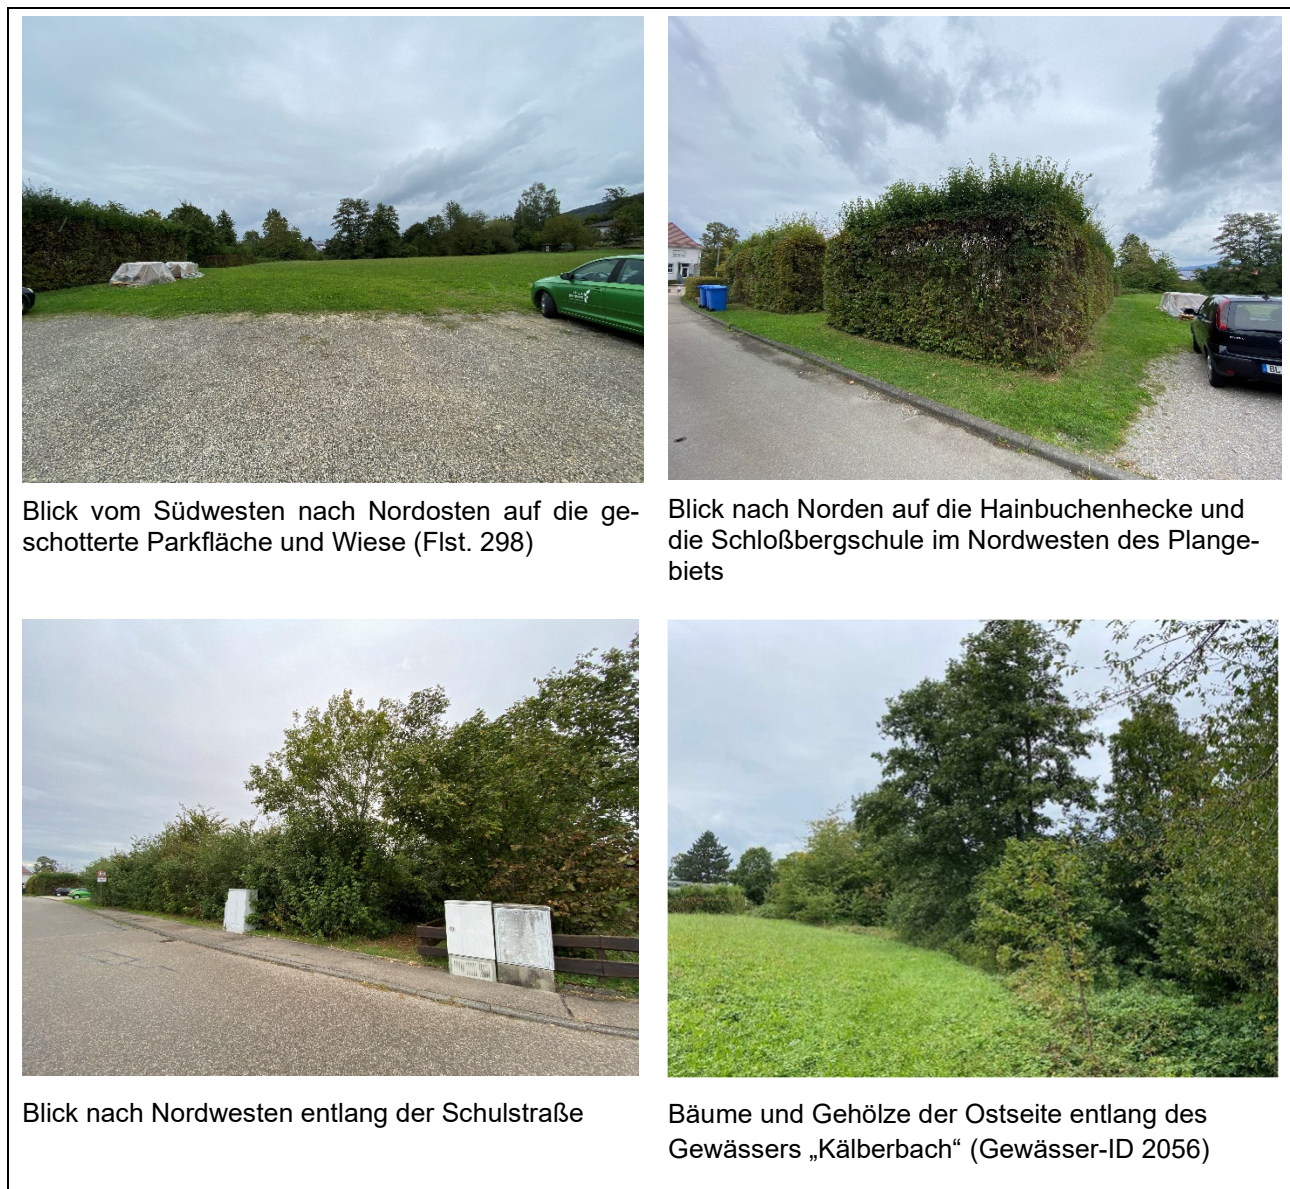 Blick vom Südwesten nach Nordosten auf die ge-
schotterte Parkfläche und Wiese (Flst. 298)
Blick nach Norden auf die Hainbuchenhecke und
die Schloßbergschule im Nordwesten des Plange-
biets
BL
Blick nach Nordwesten entlang der Schulstraße
Bäume und Gehölze der Ostseite entlang des
Gewässers „Kälberbach“ (Gewässer-ID 2056)